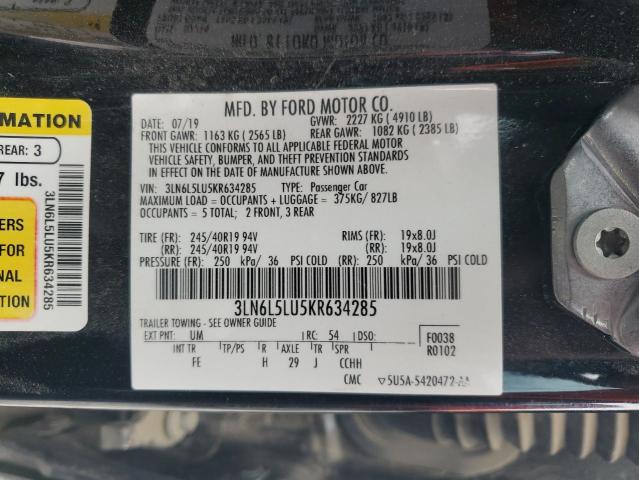 MFD. BY FORD MOTOR CO.
DATE: 07/19
GVWR: 2227 KG ( 4910 LB)
FRONT GAWR: 1163 KG ( 2565 LB)
REAR GAWR: 1082 KG ( 2385 LB)
THIS VEHICLE CONFORMS TO ALL APPLICABLE FEDERAL MOTOR
VEHICLE SAFETY, BUMPER, AND THEFT PREVENTION STANDARDS IN
EFFECT ON THE DATE OF MANUFACTURE SHOWN ABOVE.
VIN: 3LN6L5LU5KR634285 TYPE: Passenger Car
MAXIMUM LOAD = OCCUPANTS + LUGGAGE = 375KG/ 827LB
OCCUPANTS = 5 TOTAL; 2 FRONT, 3 REAR
TIRE (FR): 245/40R19 94V RIMS (FR): 19x8.0J
(RR): 245/40R19 94V (RR): 19x8.0J
PRESSURE (FR): 250 kPa/ 36 PSI COLD (RR): 250 kPa/ 36 PSI COLD
3LN6L5LU5KR634285
TRAILER TOWING - SEE OWNER GUIDE
EXT PNT: UM RC: 54 DSO:
INT TR TP/PS R AXLE TR SPR
FE H 29 J CCHH
F0038
R0102
CMC ▽5U5A-5420472-AA
RMATION
REAR: 3
7 lbs.
ERS
FOR
NAL
TION
3LN6L5LU5KR634285